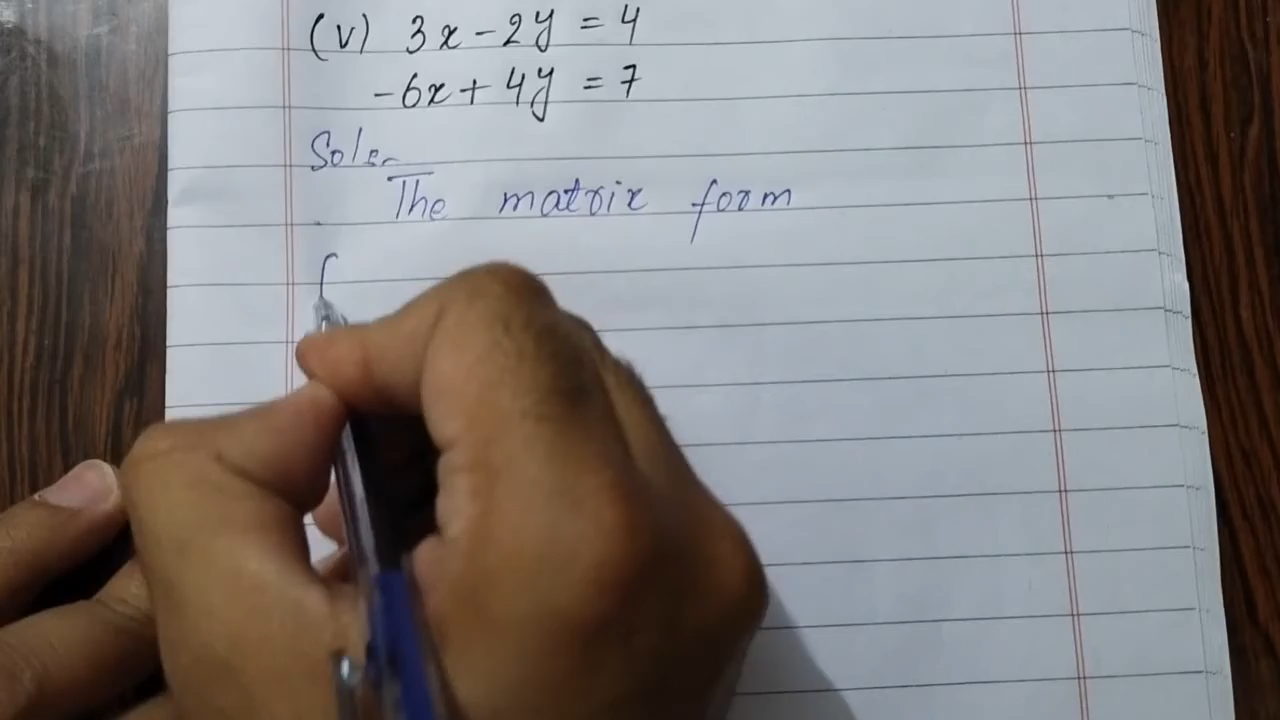 (v) 3x - 2y = 4
-6x + 4y = 7
Sol:-
The matrix form
[